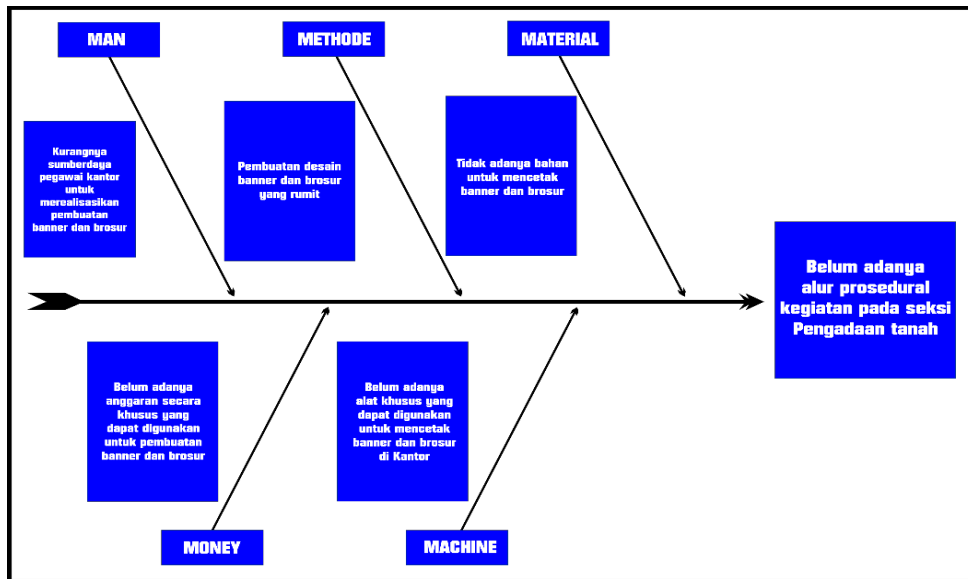 MAN
METHODE
MATERIAL
Kurangnya
sumberdaya
pegawai kantor
untuk
merealisasikan
pembuatan
banner dan brosur
Pembuatan desain
banner dan brosur
yang rumit
Tidak adanya bahan
untuk mencetak
banner dan brosur
Belum adanya
alur prosedural
kegiatan pada seksi
Pengadaan tanah
Belum adanya
anggaran secara
khusus yang
dapat digunakan
untuk pembuatan
banner dan brosur
Belum adanya
alat khusus yang
dapat digunakan
untuk mencetak
banner dan brosur
di Kantor
MONEY
MACHINE